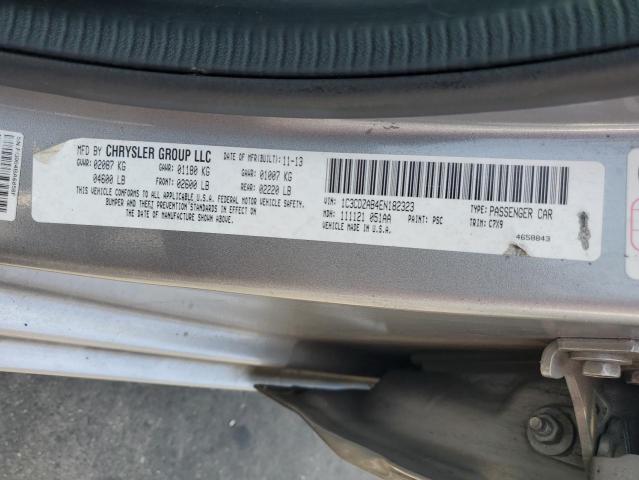 MFD BY CHRYSLER GROUP LLC
DATE OF MFR(BUILT): 11-13
GVWR: 02087 KG
GAWR: 01180 KG
GAWR: 01007 KG
04600 LB
FRONT: 02600 LB
REAR: 02220 LB
THIS VEHICLE CONFORMS TO ALL APPLICABLE U.S.A. FEDERAL MOTOR VEHICLE SAFETY,
BUMPER AND THEFT PREVENTION STANDARDS IN EFFECT ON
THE DATE OF MANUFACTURE SHOWN ABOVE.
VIN: 1C3CDZAB4EN182323
TYPE: PASSENGER CAR
MDH: 111121 051AA
PAINT: PSC
TRIM: C7X9
VEHICLE MADE IN U.S.A.
4658843